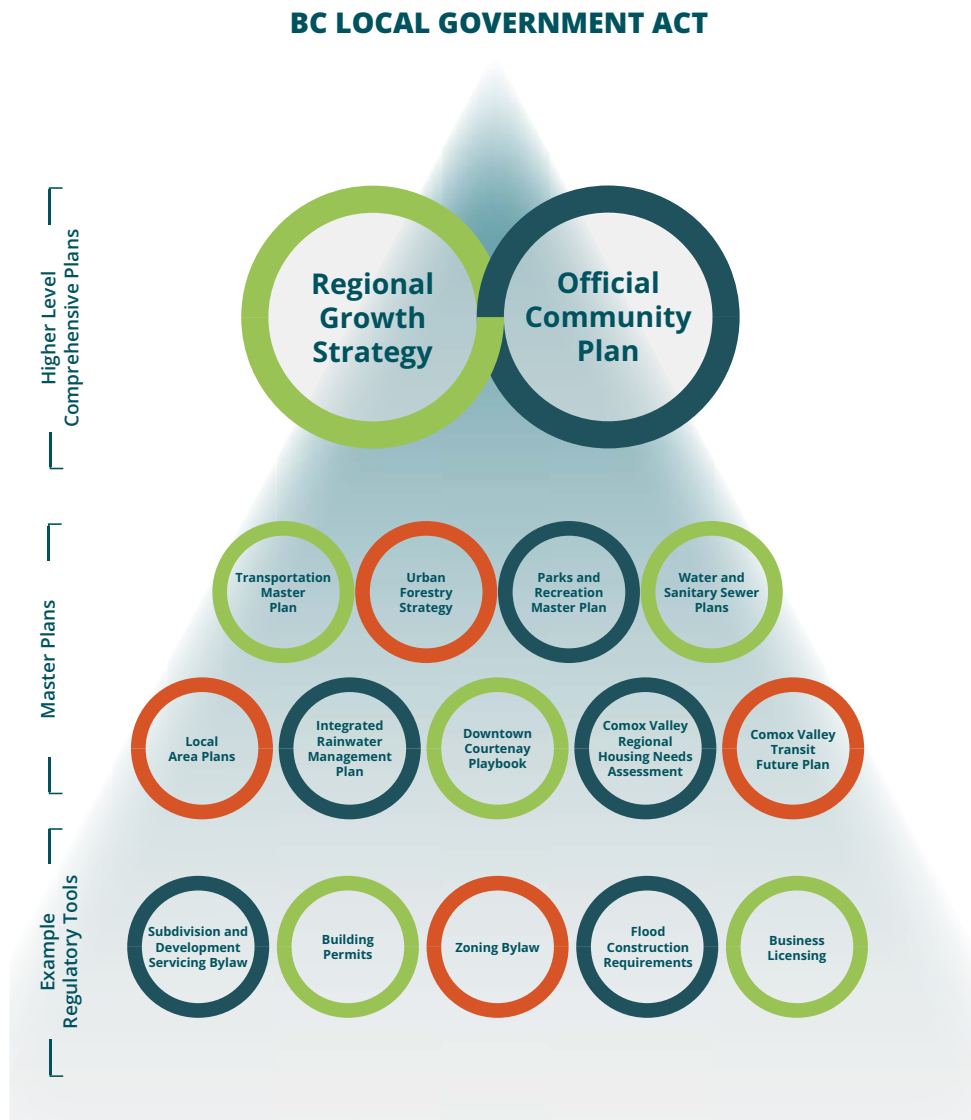 BC LOCAL GOVERNMENT ACT
Higher Level
Comprehensive Plans
Regional
Growth
Strategy
Official
Community
Plan
Master Plans
Transportation
Master
Plan
Urban
Forestry
Strategy
Parks and
Recreation
Master Plan
Water and
Sanitary Sewer
Plans
Local
Area Plans
Integrated
Rainwater
Management
Plan
Downtown
Courtenay
Playbook
Comox Valley
Regional
Housing Needs
Assessment
Comox Valley
Transit
Future Plan
Example
Regulatory Tools
Subdivision and
Development
Servicing Bylaw
Building
Permits
Zoning Bylaw
Flood
Construction
Requirements
Business
Licensing